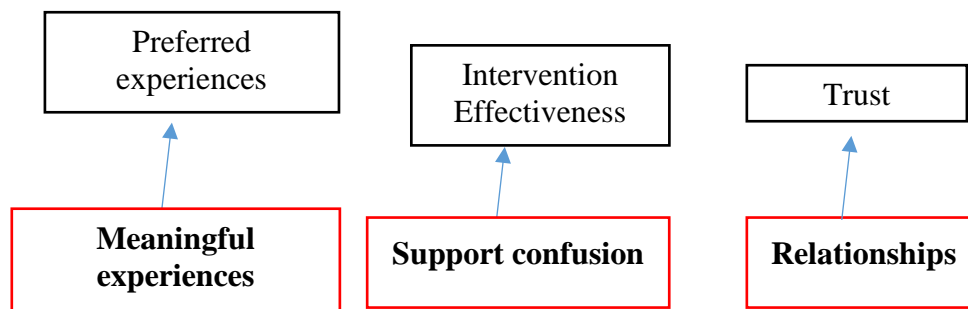 Preferred
experiences
Intervention
Effectiveness
Trust
Meaningful
experiences
Support confusion
Relationships